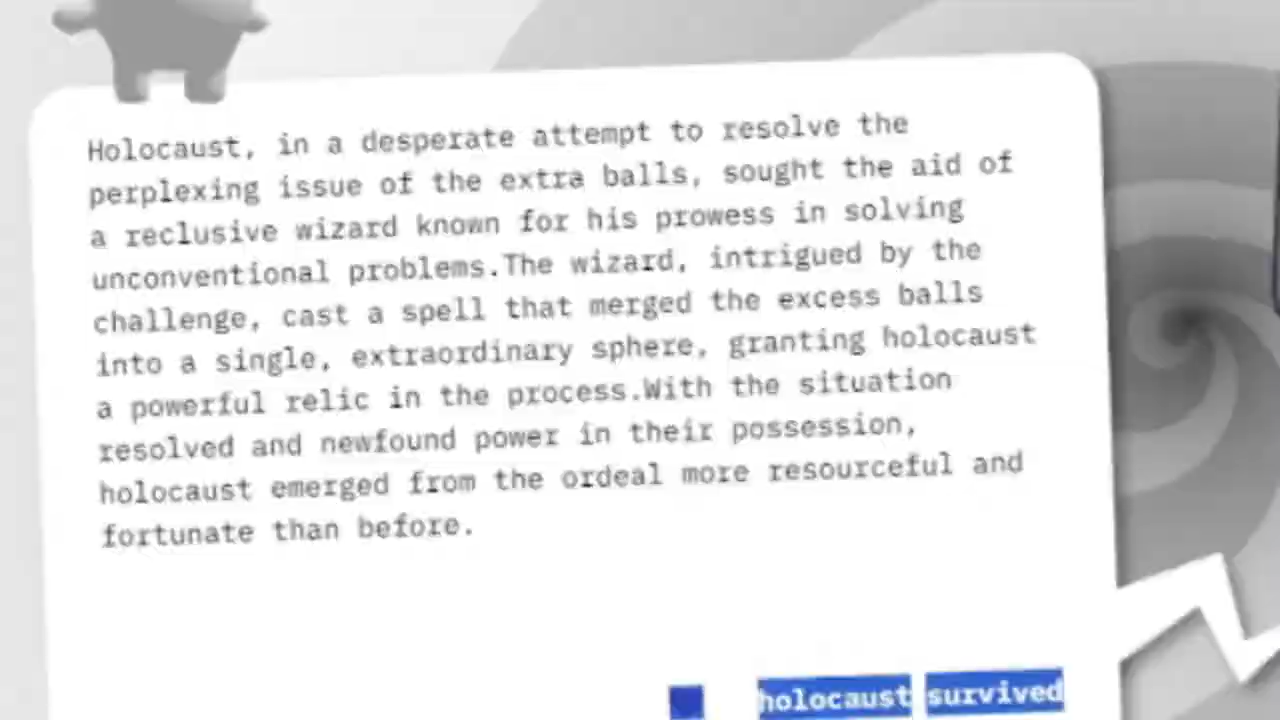 Holocaust, in a desperate attempt to resolve the
perplexing issue of the extra balls, sought the aid of
a reclusive wizard known for his prowess in solving
unconventional problems.The wizard, intrigued by the
challenge, cast a spell that merged the excess balls
into a single, extraordinary sphere, granting holocaust
a powerful relic in the process.With the situation
resolved and newfound power in their possession,
holocaust emerged from the ordeal more resourceful and
fortunate than before.
holocaust survived